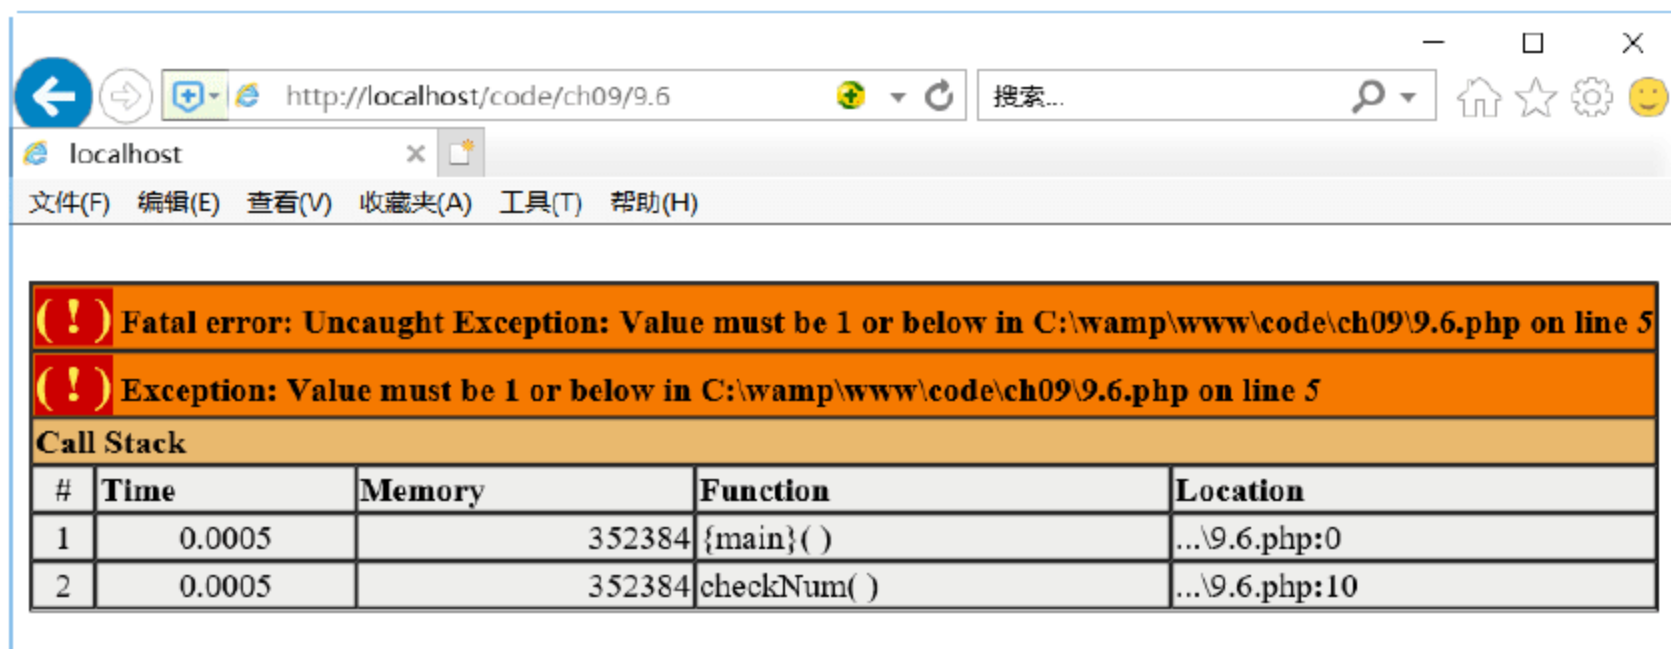 http://localhost/code/ch09/9.6 搜索...
localhost
文件(F) 编辑(E) 查看(V) 收藏夹(A) 工具(T) 帮助(H)
( ! ) Fatal error: Uncaught Exception: Value must be 1 or below in C:\wamp\www\code\ch09\9.6.php on line 5
( ! ) Exception: Value must be 1 or below in C:\wamp\www\code\ch09\9.6.php on line 5
Call Stack
# Time Memory Function Location
1 0.0005 352384 {main}( ) ...\9.6.php:0
2 0.0005 352384 checkNum( ) ...\9.6.php:10